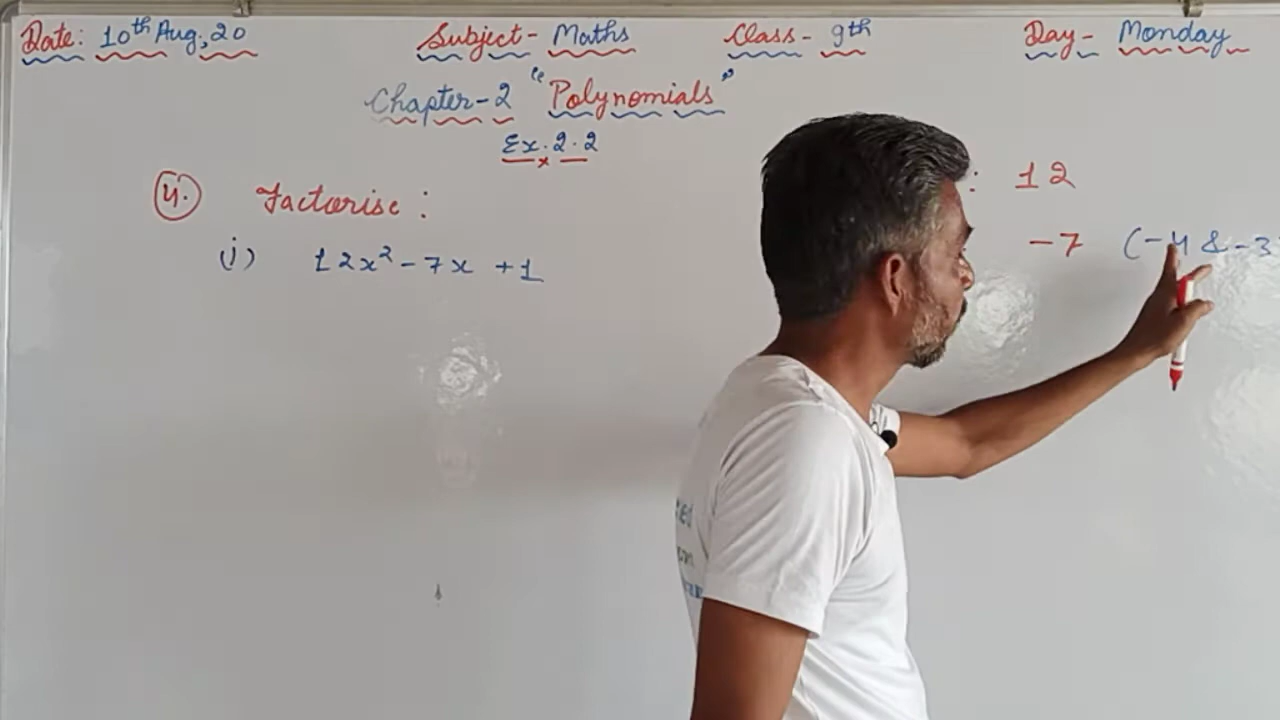 Date: 10th Aug, 20 Subject- Maths Class- 9th Day- Monday
Chapter-2 "Polynomials"
Ex. 2.2
4. Factorise :
(i) 12x² - 7x + 1
: 12
-7 (-4 & -3